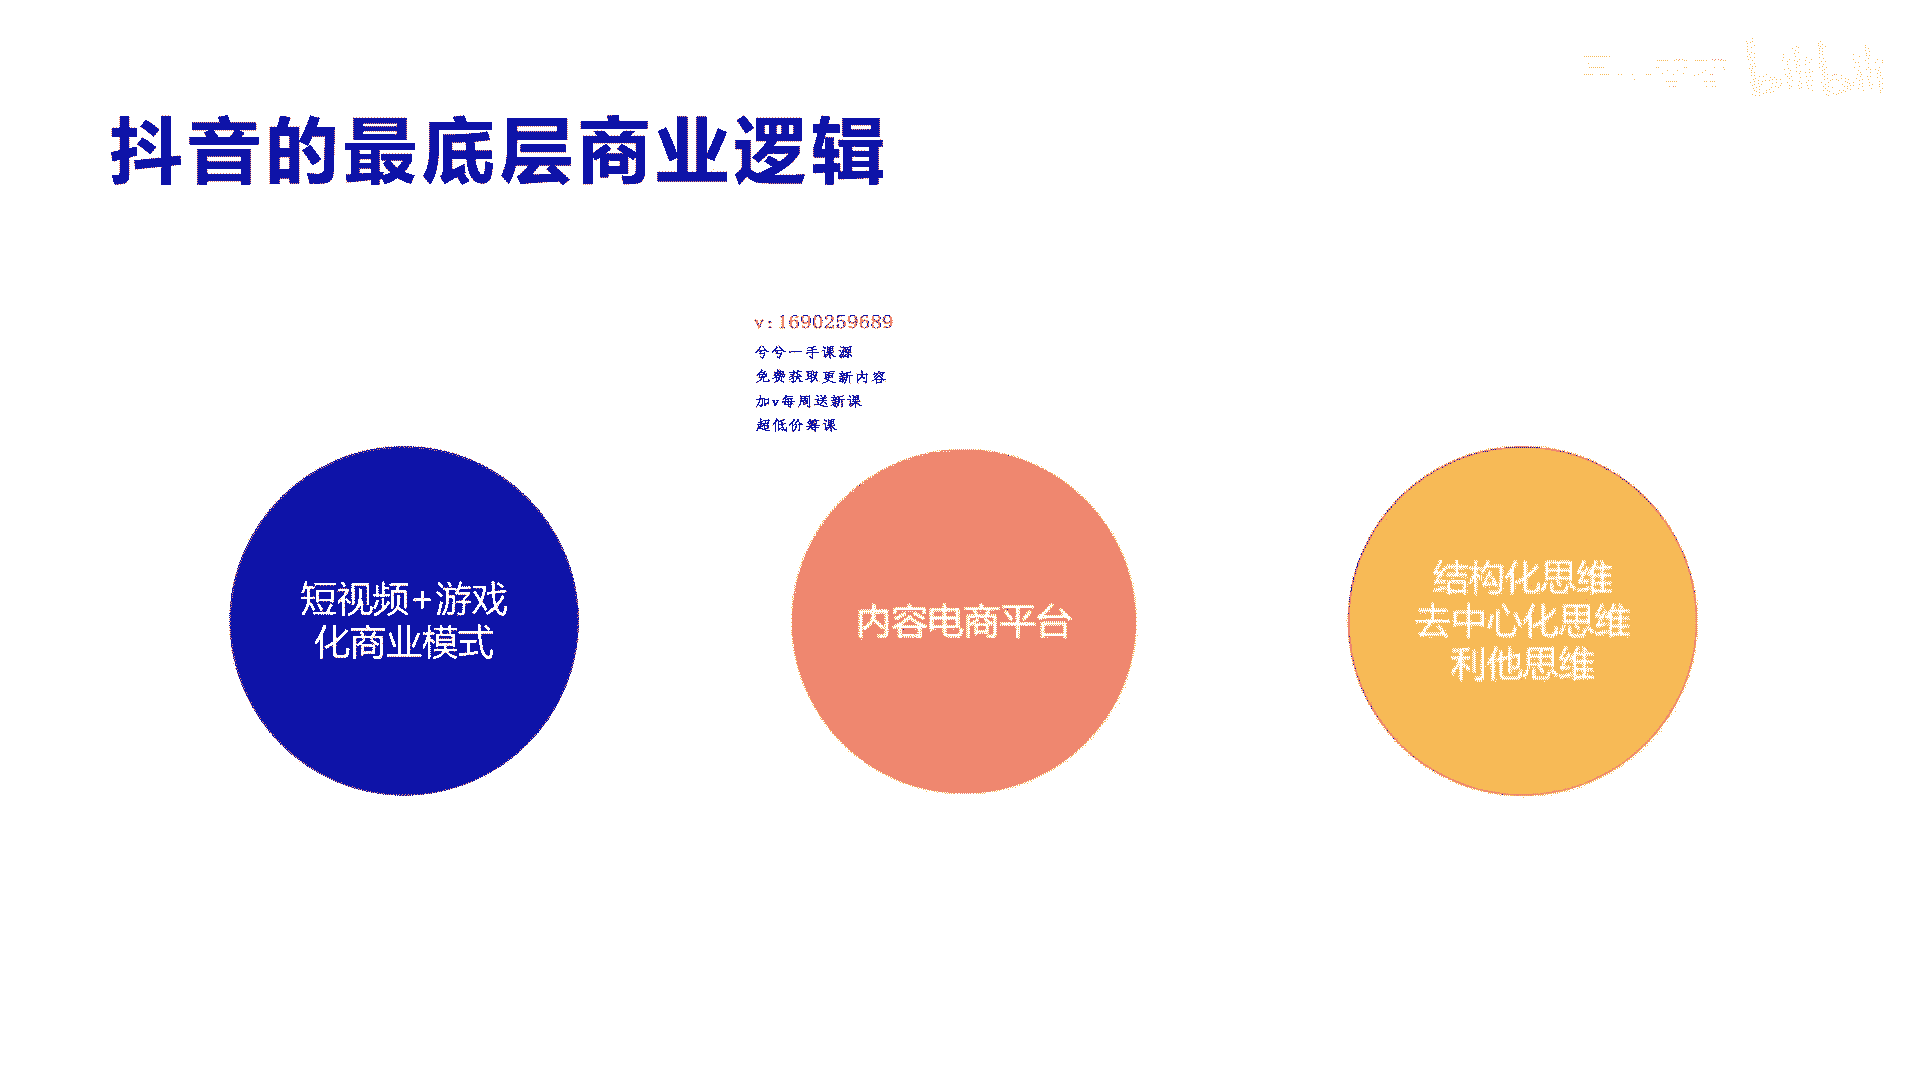 bilibili
抖音的最底层商业逻辑
v:1690259689
兮兮一手课源
免费获取更新内容
加v每周送新课
超低价筹课
短视频+游戏
化商业模式
内容电商平台
结构化思维
去中心化思维
利他思维